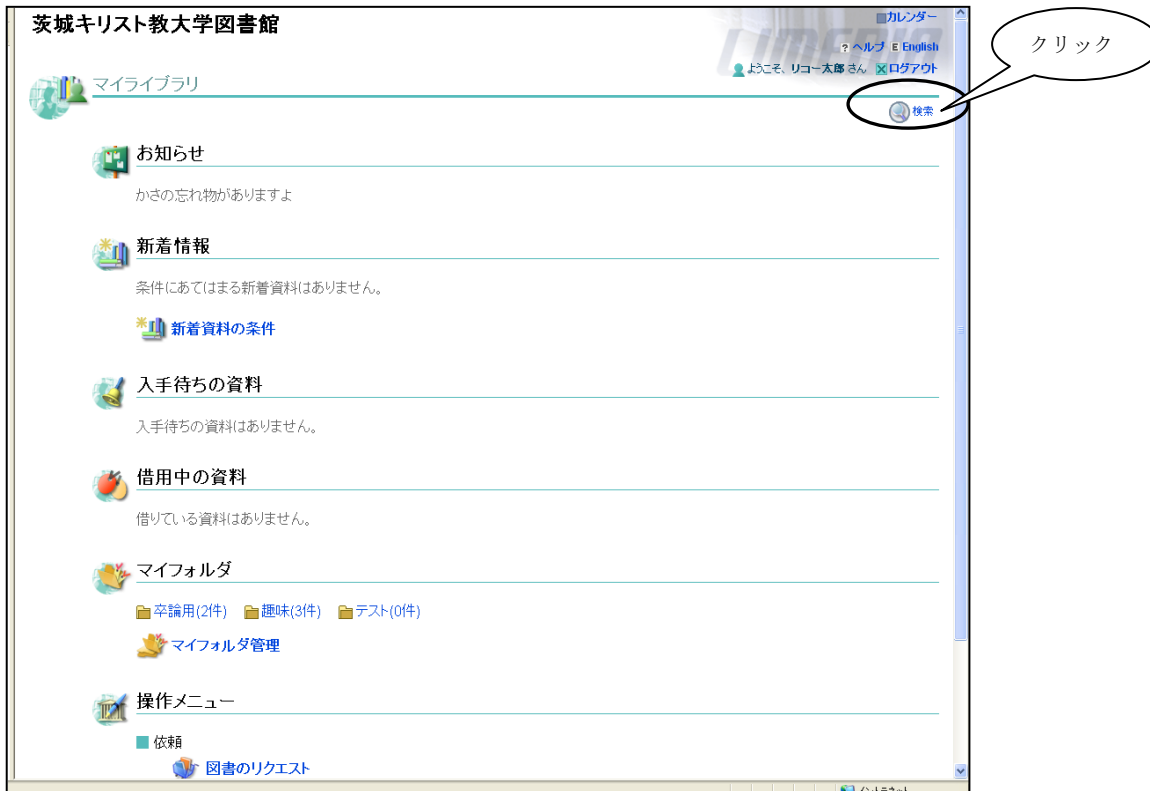 茨城キリスト教大学図書館
カレンダー
クリック
? ヘルプ E English
ようこそ、リコー太郎 さん ログアウト
LIMEDIO
マイライブラリ
検索
お知らせ
かさの忘れ物がありますよ
新着情報
条件にあてはまる新着資料はありません。
新着資料の条件
入手待ちの資料
入手待ちの資料はありません。
借用中の資料
借りている資料はありません。
マイフォルダ
卒論用(2件) 趣味(3件) テスト(0件)
マイフォルダ管理
操作メニュー
依頼
図書のリクエスト